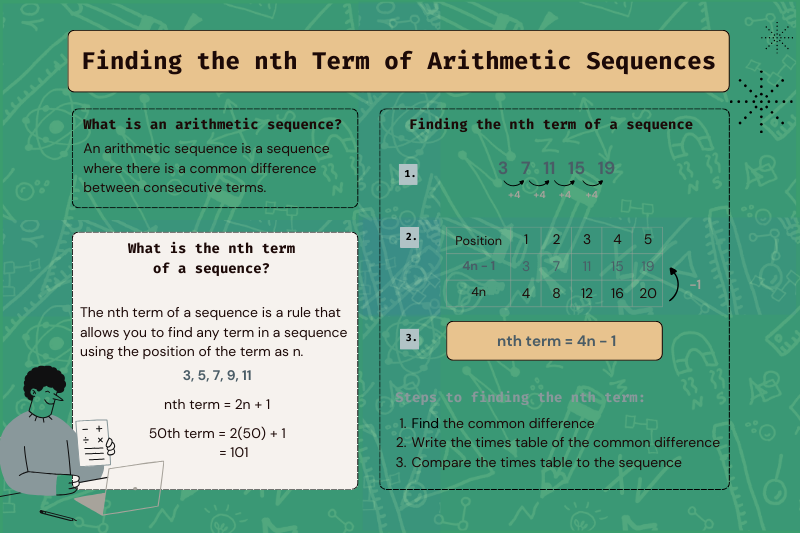 Finding the nth Term of Arithmetic Sequences
What is an arithmetic sequence?
An arithmetic sequence is a sequence
where there is a common difference
between consecutive terms.
What is the nth term
of a sequence?
The nth term of a sequence is a rule that
allows you to find any term in a sequence
using the position of the term as n.
3, 5, 7, 9, 11
nth term = 2n + 1
50th term = 2(50) + 1
= 101
− +
÷ ×
Finding the nth term of a sequence
1.
3 7 11 15 19
+4 +4 +4 +4
2.
Position 1 2 3 4 5
4n - 1 3 7 11 15 19
4n 4 8 12 16 20
-1
3.
nth term = 4n - 1
Steps to finding the nth term:
1. Find the common difference
2. Write the times table of the common difference
3. Compare the times table to the sequence